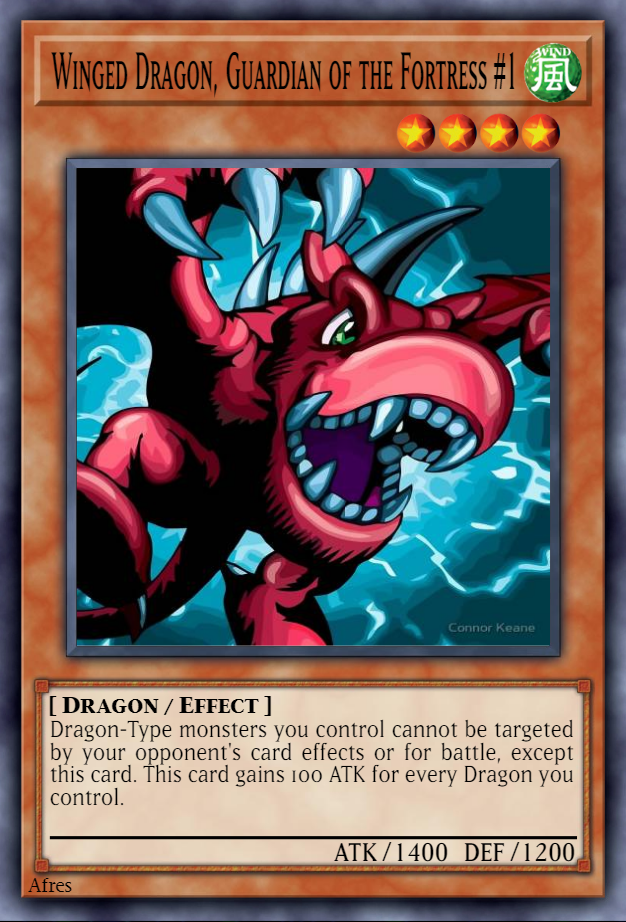 Winged Dragon, Guardian of the Fortress #1
WIND
風
Connor Keane
[ Dragon / Effect ]
Dragon-Type monsters you control cannot be targeted
by your opponent's card effects or for battle, except
this card. This card gains 100 ATK for every Dragon you
control.
ATK / 1400 DEF / 1200
Afres